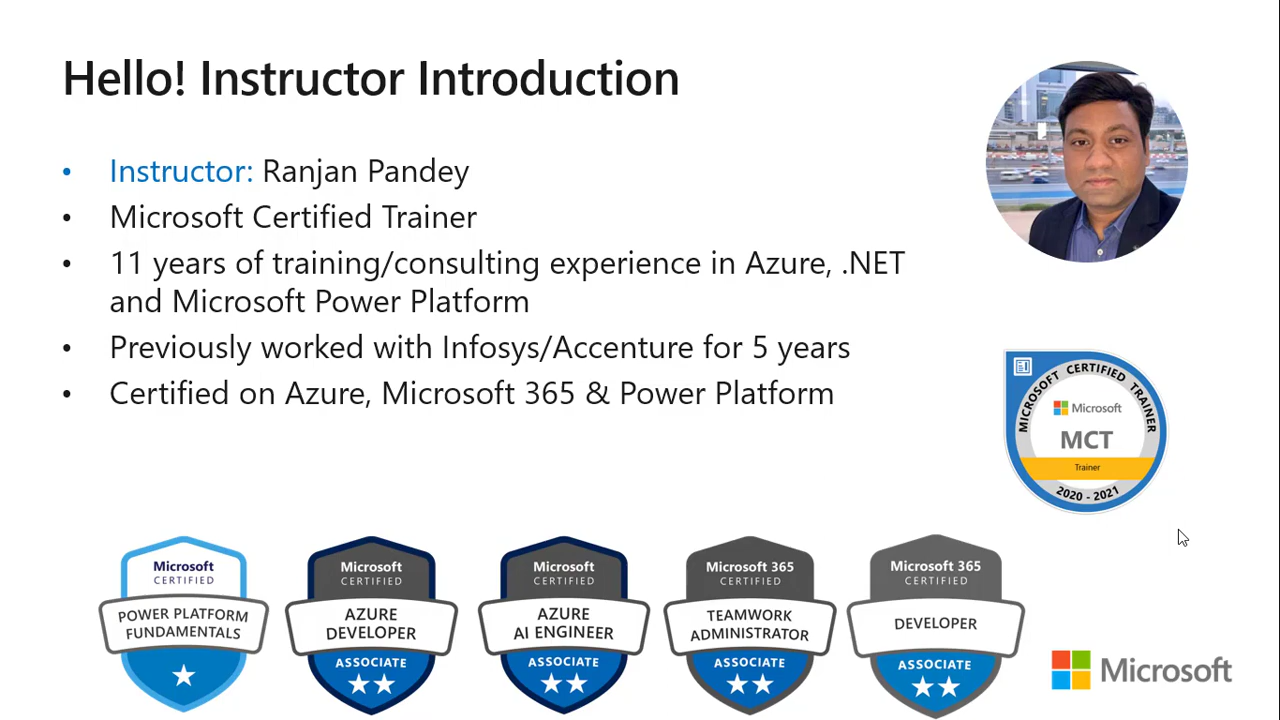 Hello! Instructor Introduction
• Instructor: Ranjan Pandey
• Microsoft Certified Trainer
• 11 years of training/consulting experience in Azure, .NET
and Microsoft Power Platform
• Previously worked with Infosys/Accenture for 5 years
• Certified on Azure, Microsoft 365 & Power Platform
MICROSOFT CERTIFIED TRAINER
Microsoft
MCT
Trainer
2020 - 2021
Microsoft
CERTIFIED
POWER PLATFORM
FUNDAMENTALS
Microsoft
CERTIFIED
AZURE
DEVELOPER
ASSOCIATE
Microsoft
CERTIFIED
AZURE
AI ENGINEER
ASSOCIATE
Microsoft 365
CERTIFIED
TEAMWORK
ADMINISTRATOR
ASSOCIATE
Microsoft 365
CERTIFIED
DEVELOPER
ASSOCIATE
Microsoft